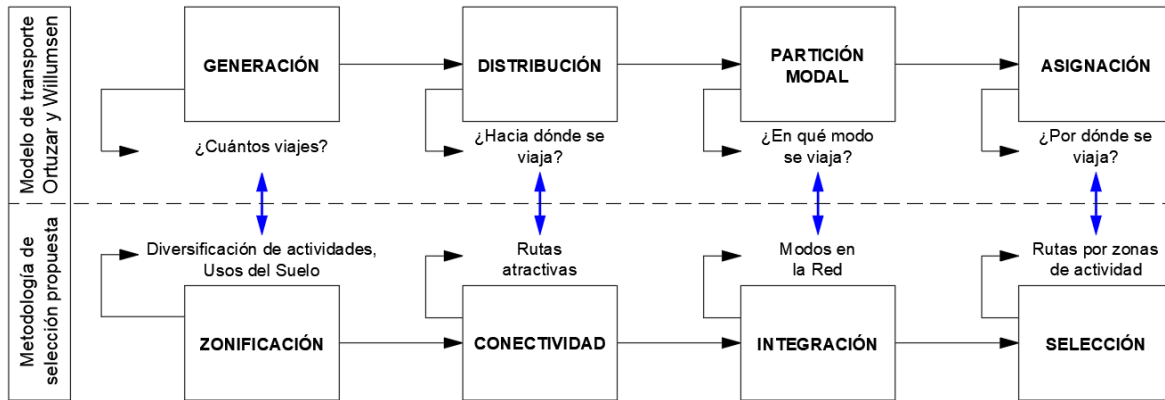 Modelo de transporte
Ortuzar y Willumsen
GENERACIÓN
DISTRIBUCIÓN
PARTICIÓN
MODAL
ASIGNACIÓN
¿Cuántos viajes?
¿Hacia dónde se
viaja?
¿En qué modo
se viaja?
¿Por dónde se
viaja?
Metodología de
selección propuesta
Diversificación de actividades,
Usos del Suelo
Rutas
atractivas
Modos en
la Red
Rutas por zonas
de actividad
ZONIFICACIÓN
CONECTIVIDAD
INTEGRACIÓN
SELECCIÓN